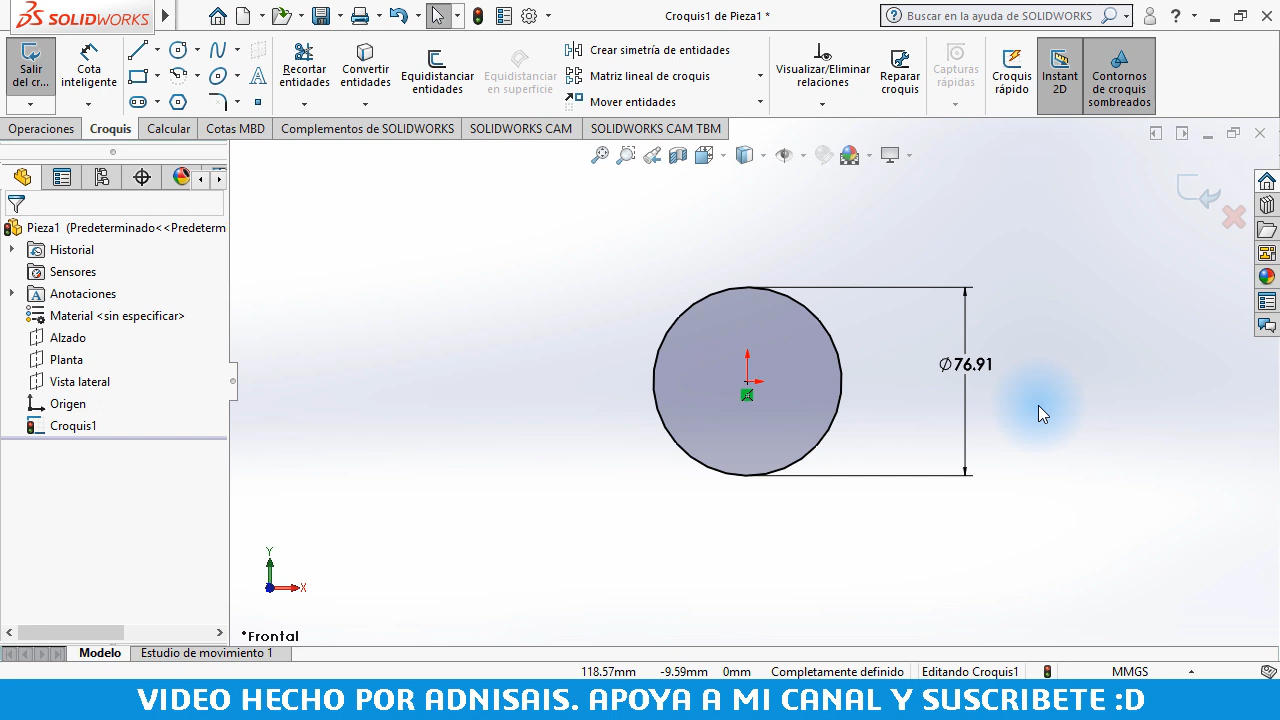 SOLIDWORKS
Croquis1 de Pieza1 *
Buscar en la ayuda de SOLIDWORKS
Salir del cr...
Cota inteligente
Recortar entidades
Convertir entidades
Equidistanciar entidades
Equidistanciar en superficie
Crear simetría de entidades
Matriz lineal de croquis
Mover entidades
Visualizar/Eliminar relaciones
Reparar croquis
Capturas rápidas
Croquis rápido
Instant 2D
Contornos de croquis sombreados
Operaciones
Croquis
Calcular
Cotas MBD
Complementos de SOLIDWORKS
SOLIDWORKS CAM
SOLIDWORKS CAM TBM
Pieza1 (Predeterminado<<Predeterm
Historial
Sensores
Anotaciones
Material <sin especificar>
Alzado
Planta
Vista lateral
Origen
Croquis1
∅76.91
Y
X
*Frontal
Modelo
Estudio de movimiento 1
118.57mm
-9.59mm
0mm
Completamente definido
Editando Croquis1
MMGS
VIDEO HECHO POR ADNISAIS. APOYA A MI CANAL Y SUSCRIBETE :D